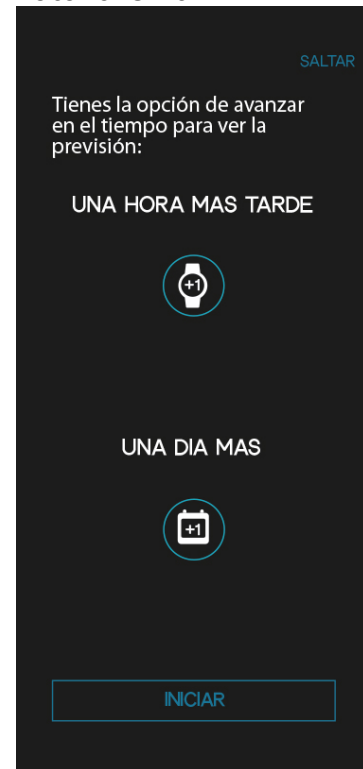 SALTAR
Tienes la opción de avanzar
en el tiempo para ver la
previsión:
UNA HORA MAS TARDE
+1
UNA DIA MAS
+1
INICIAR